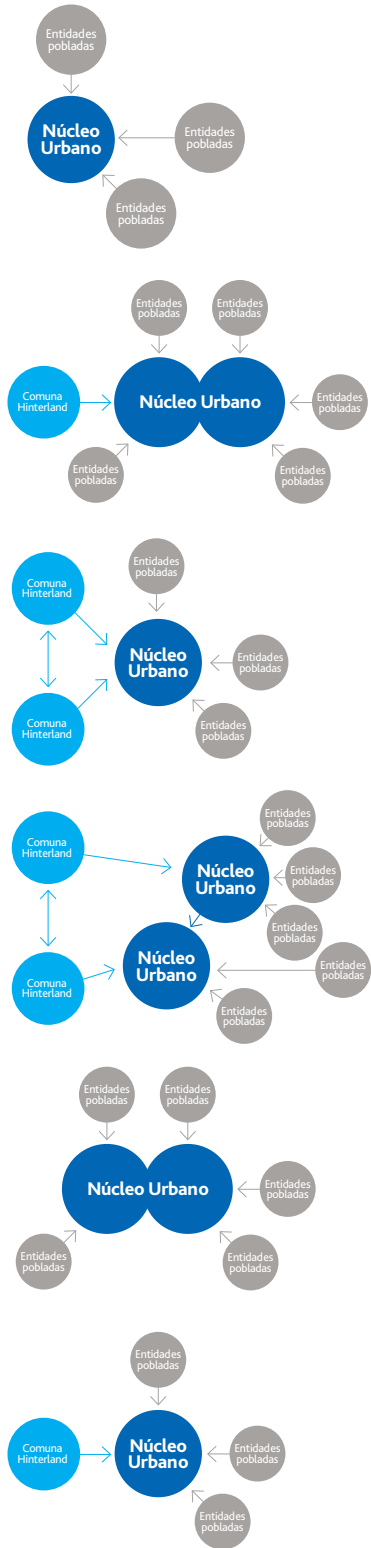 Entidades
pobladas
Núcleo
Urbano
Entidades
pobladas
Entidades
pobladas
Entidades
pobladas
Entidades
pobladas
Comuna
Hinterland
Núcleo Urbano
Entidades
pobladas
Entidades
pobladas
Entidades
pobladas
Entidades
pobladas
Comuna
Hinterland
Núcleo
Urbano
Entidades
pobladas
Comuna
Hinterland
Entidades
pobladas
Entidades
pobladas
Comuna
Hinterland
Núcleo
Urbano
Entidades
pobladas
Entidades
pobladas
Núcleo
Urbano
Entidades
pobladas
Comuna
Hinterland
Entidades
pobladas
Entidades
pobladas
Entidades
pobladas
Núcleo Urbano
Entidades
pobladas
Entidades
pobladas
Entidades
pobladas
Entidades
pobladas
Comuna
Hinterland
Núcleo
Urbano
Entidades
pobladas
Entidades
pobladas